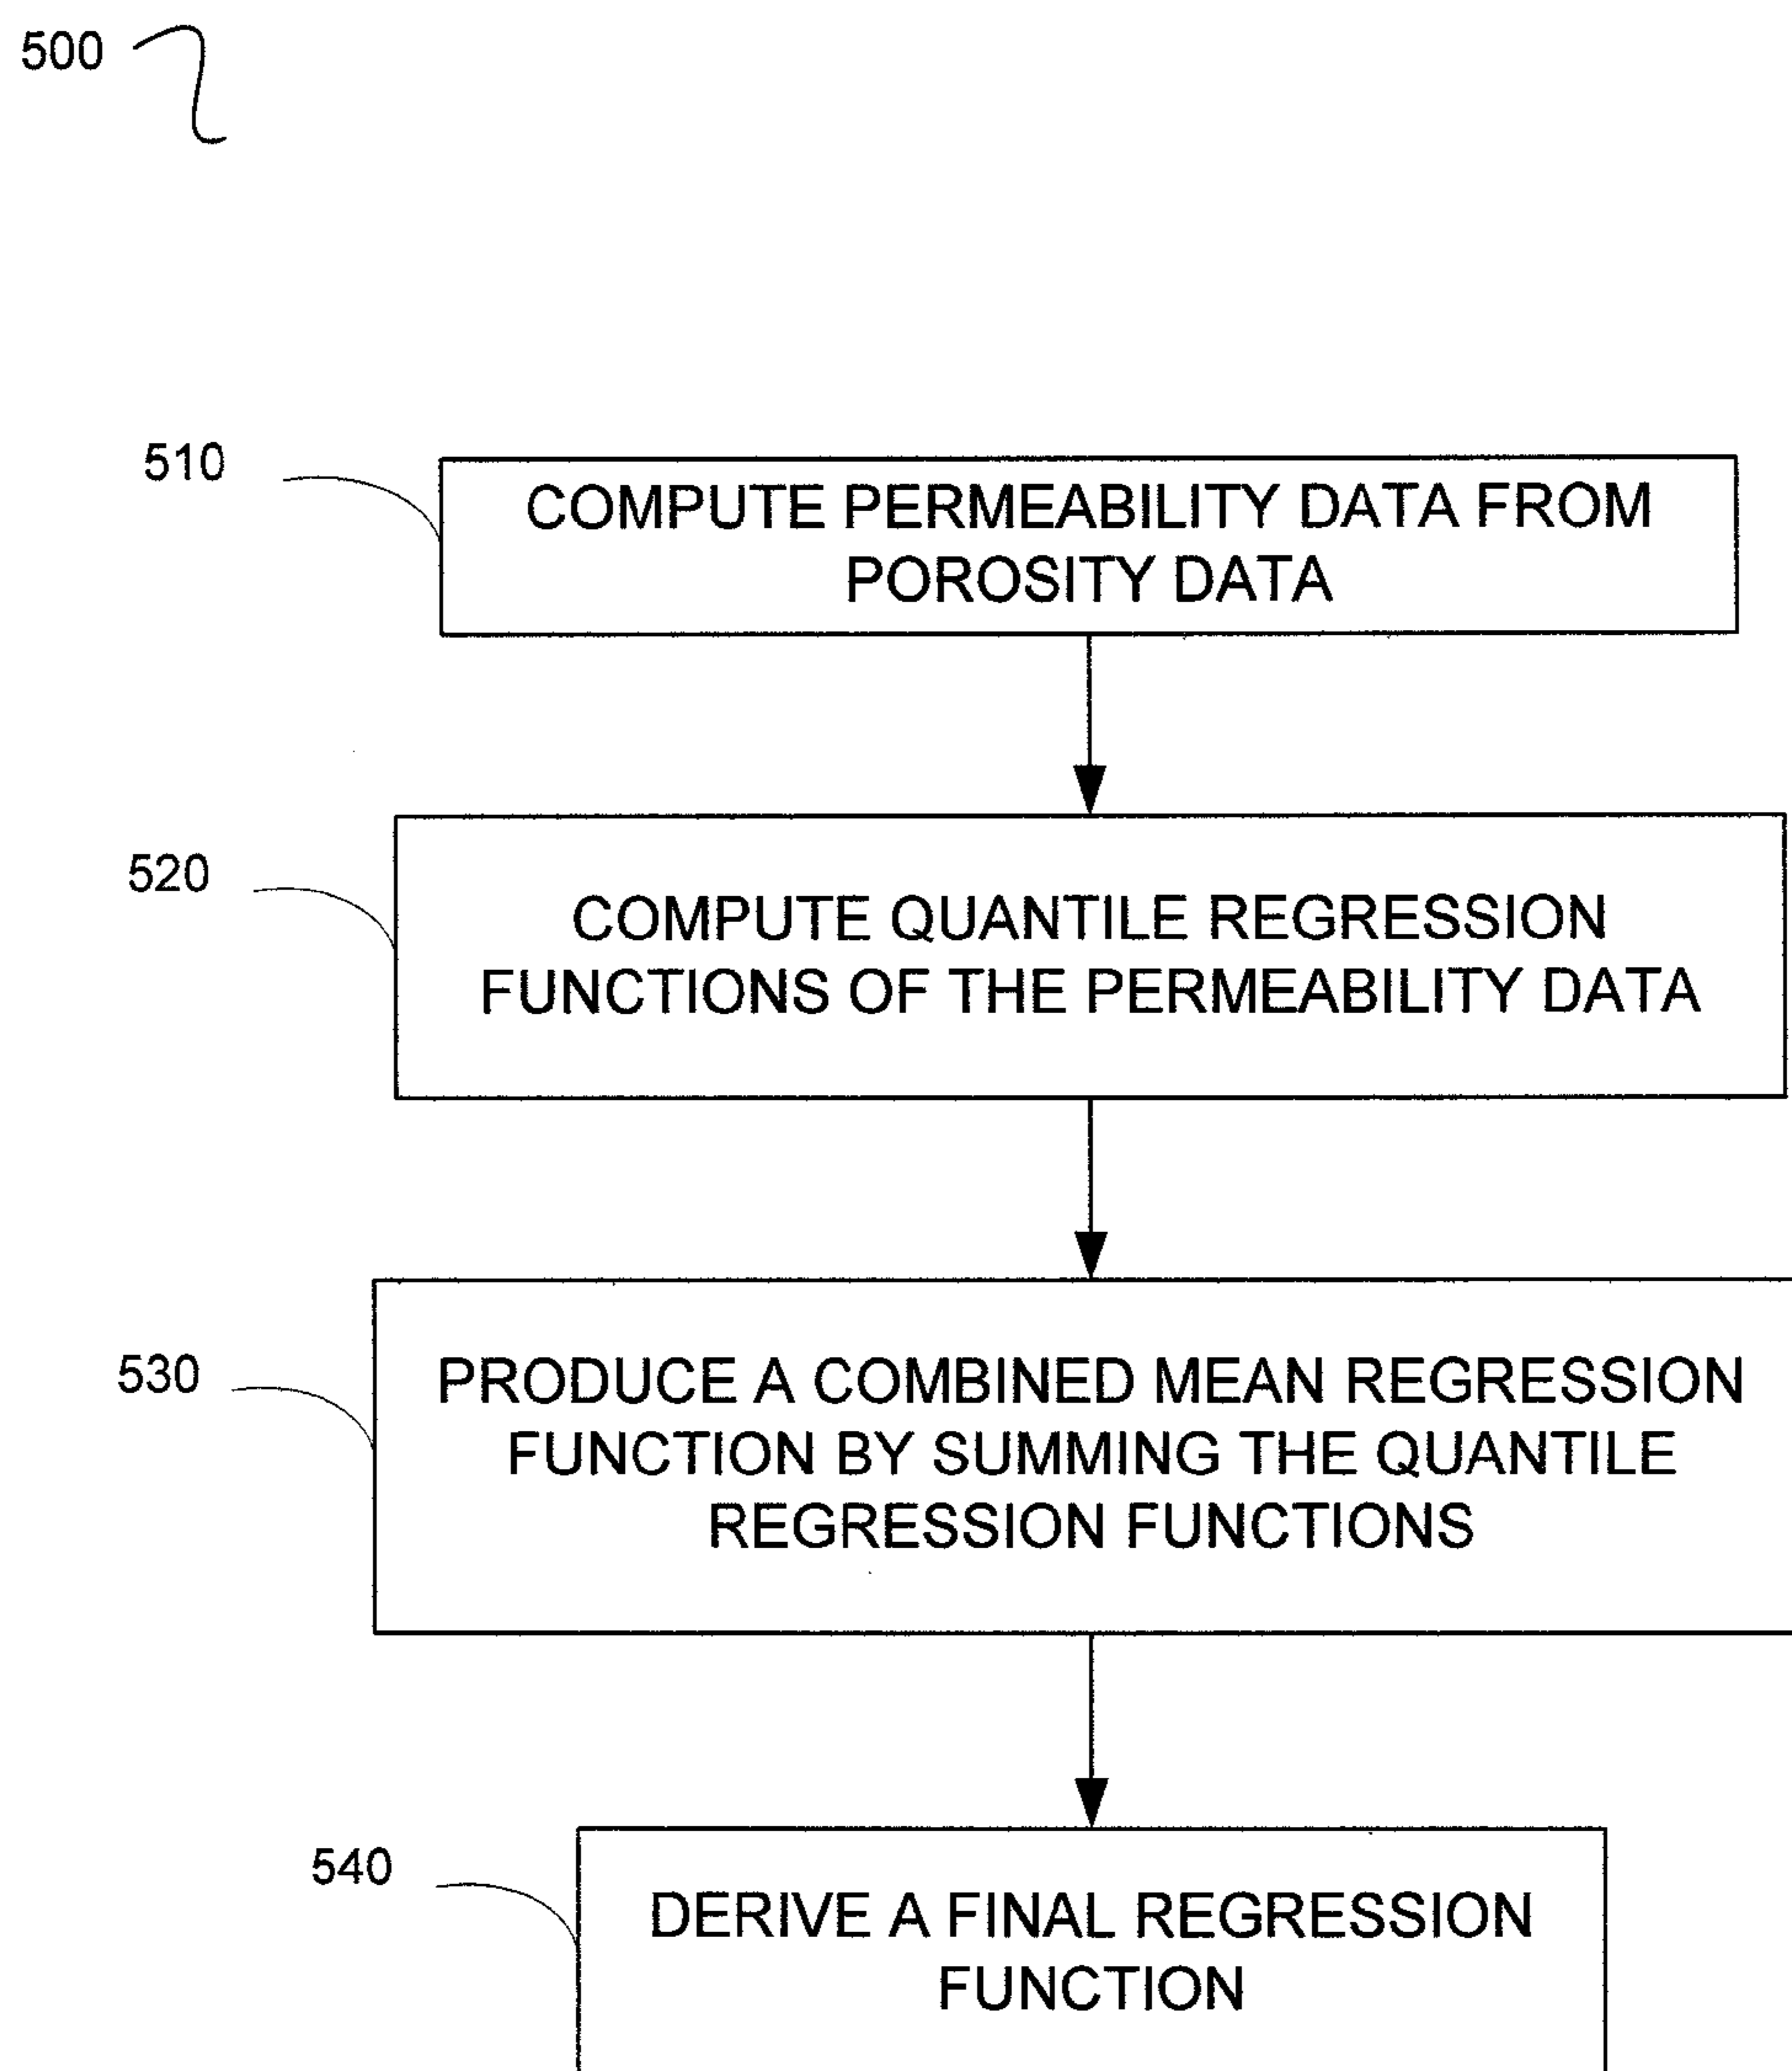 500
510
COMPUTE PERMEABILITY DATA FROM
POROSITY DATA
520
COMPUTE QUANTILE REGRESSION
FUNCTIONS OF THE PERMEABILITY DATA
530
PRODUCE A COMBINED MEAN REGRESSION
FUNCTION BY SUMMING THE QUANTILE
REGRESSION FUNCTIONS
540
DERIVE A FINAL REGRESSION
FUNCTION